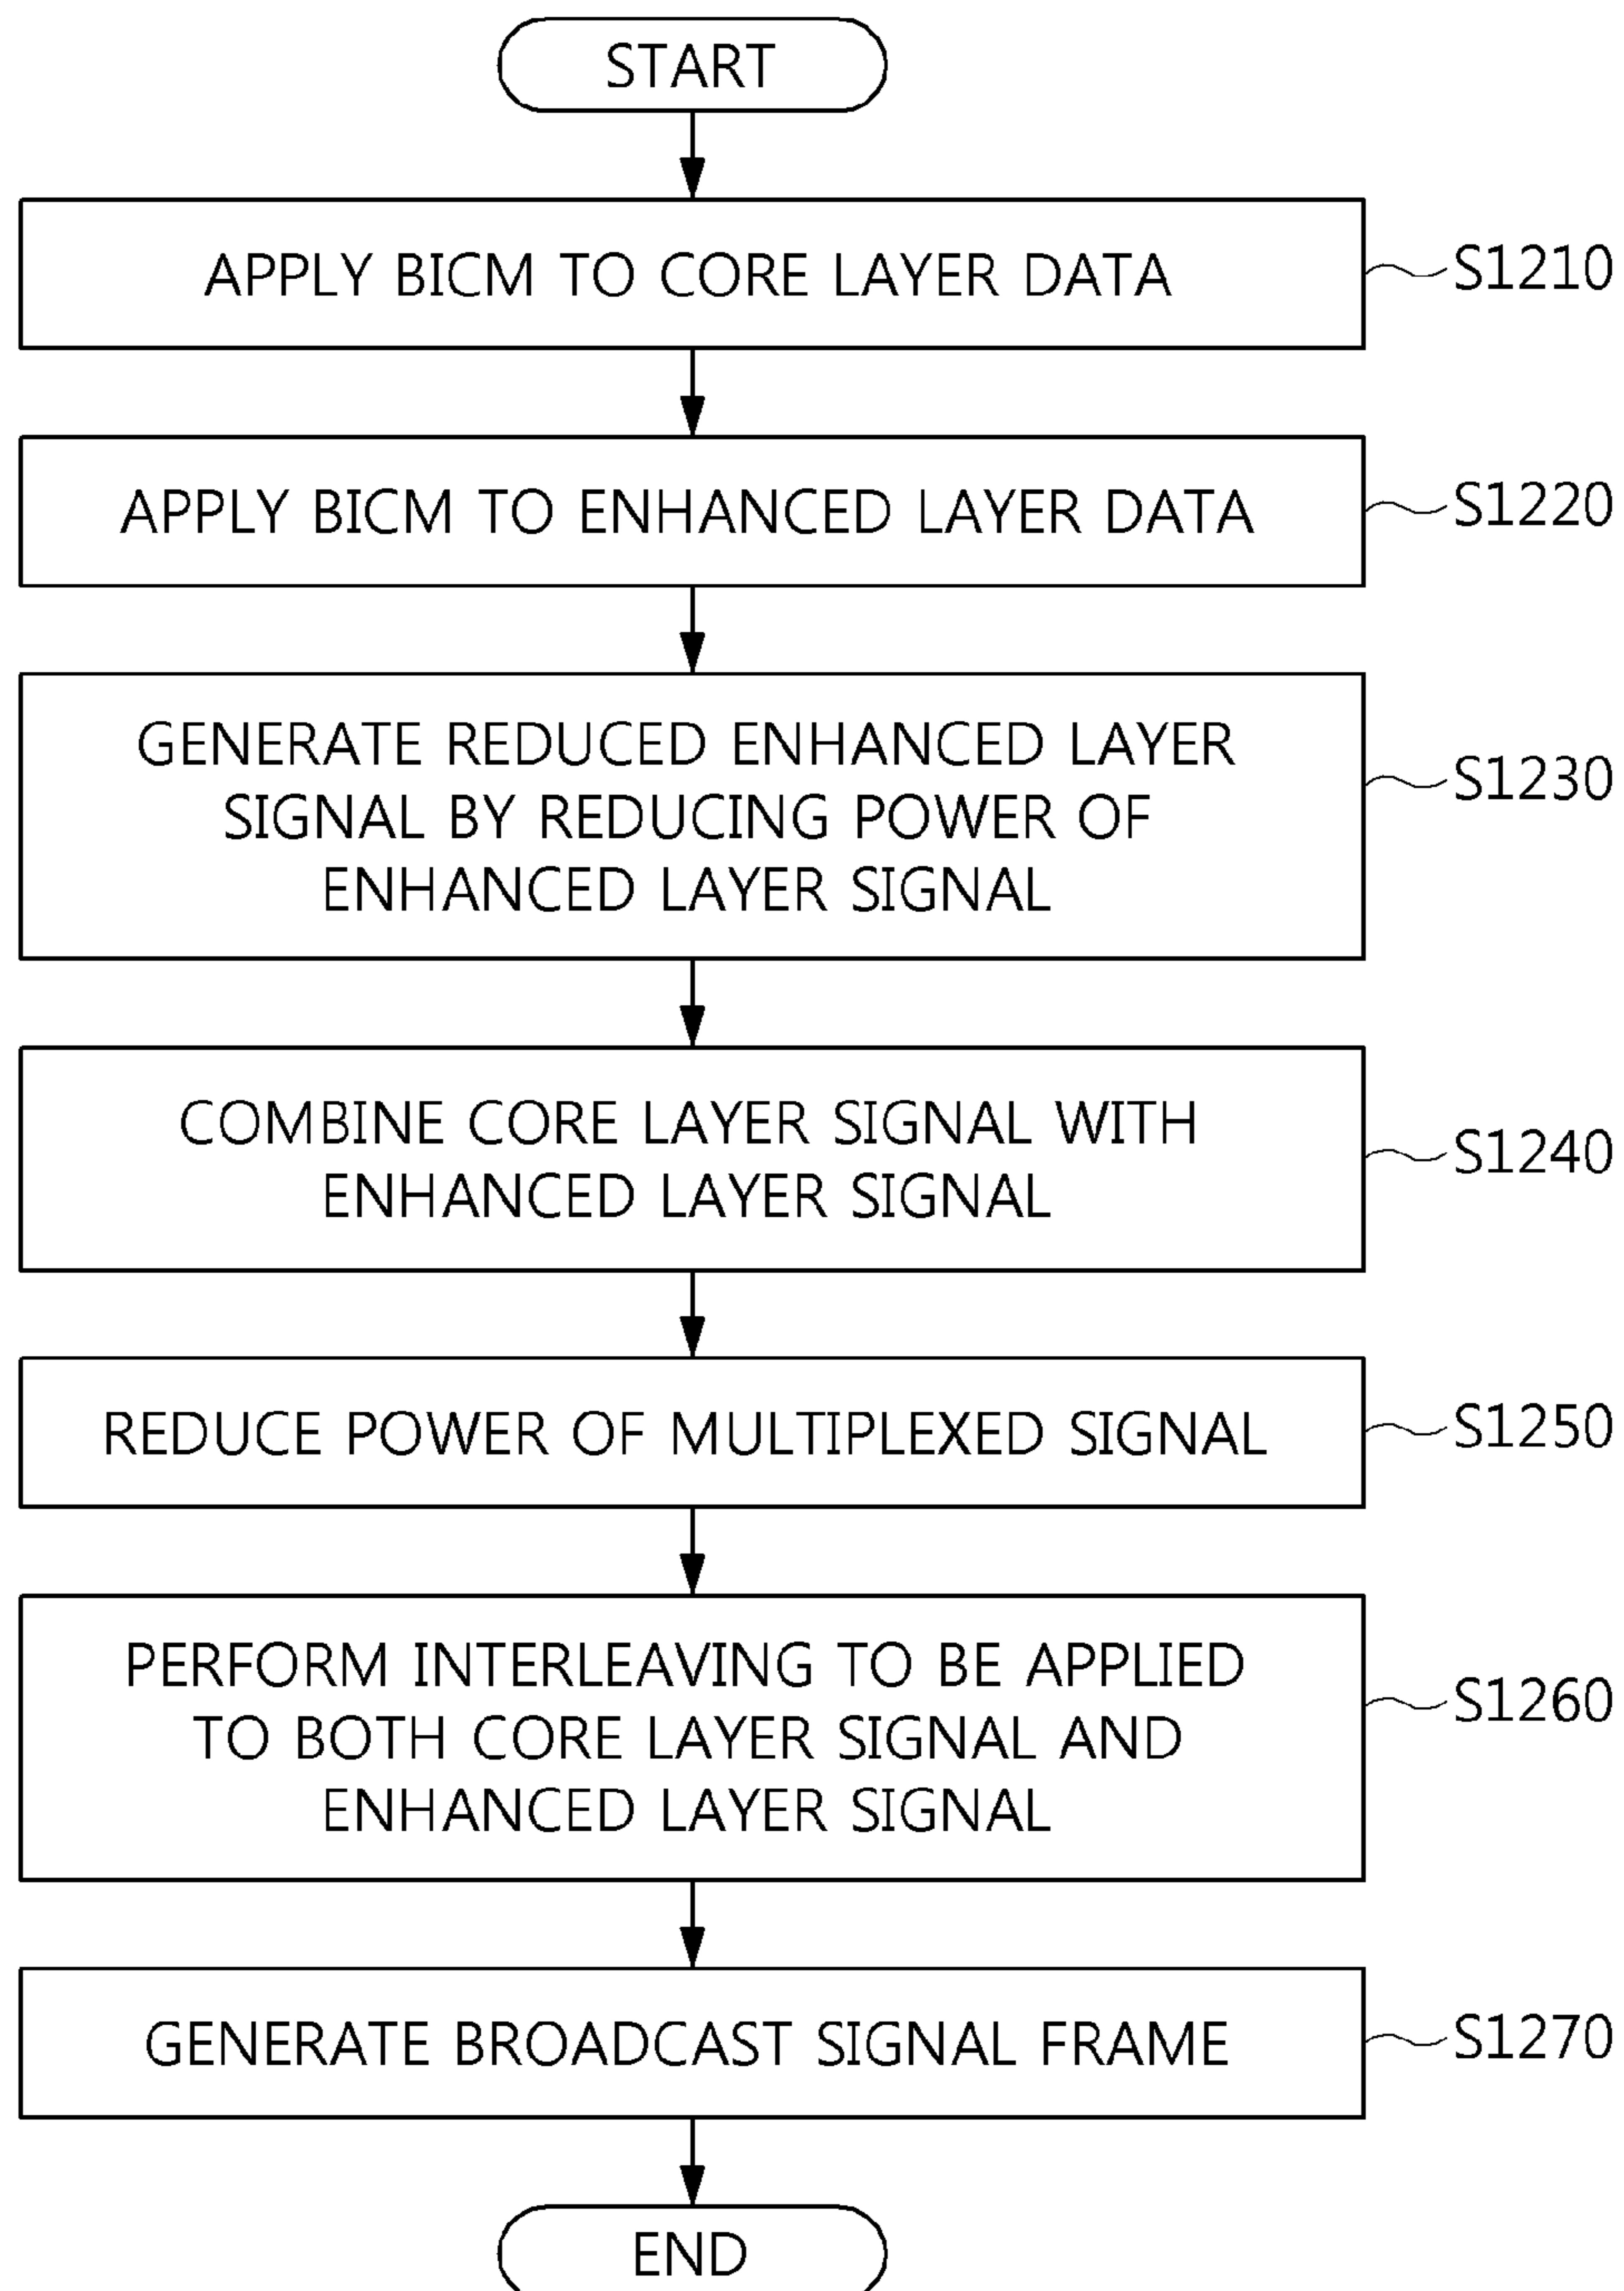 START
APPLY BICM TO CORE LAYER DATA
S1210
APPLY BICM TO ENHANCED LAYER DATA
S1220
GENERATE REDUCED ENHANCED LAYER
SIGNAL BY REDUCING POWER OF
ENHANCED LAYER SIGNAL
S1230
COMBINE CORE LAYER SIGNAL WITH
ENHANCED LAYER SIGNAL
S1240
REDUCE POWER OF MULTIPLEXED SIGNAL
S1250
PERFORM INTERLEAVING TO BE APPLIED
TO BOTH CORE LAYER SIGNAL AND
ENHANCED LAYER SIGNAL
S1260
GENERATE BROADCAST SIGNAL FRAME
S1270
END